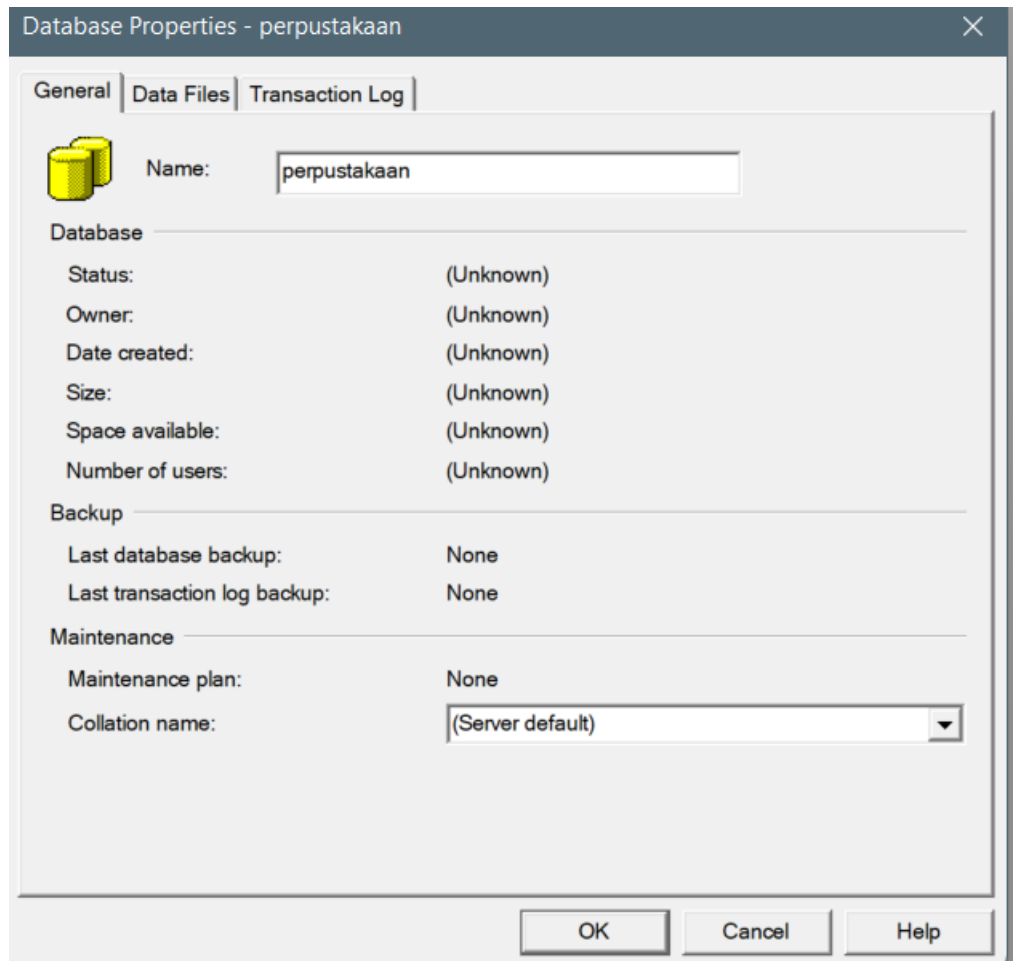 Database Properties - perpustakaan
General Data Files Transaction Log
Name: perpustakaan
Database
Status: (Unknown)
Owner: (Unknown)
Date created: (Unknown)
Size: (Unknown)
Space available: (Unknown)
Number of users: (Unknown)
Backup
Last database backup: None
Last transaction log backup: None
Maintenance
Maintenance plan: None
Collation name: (Server default)
OK Cancel Help